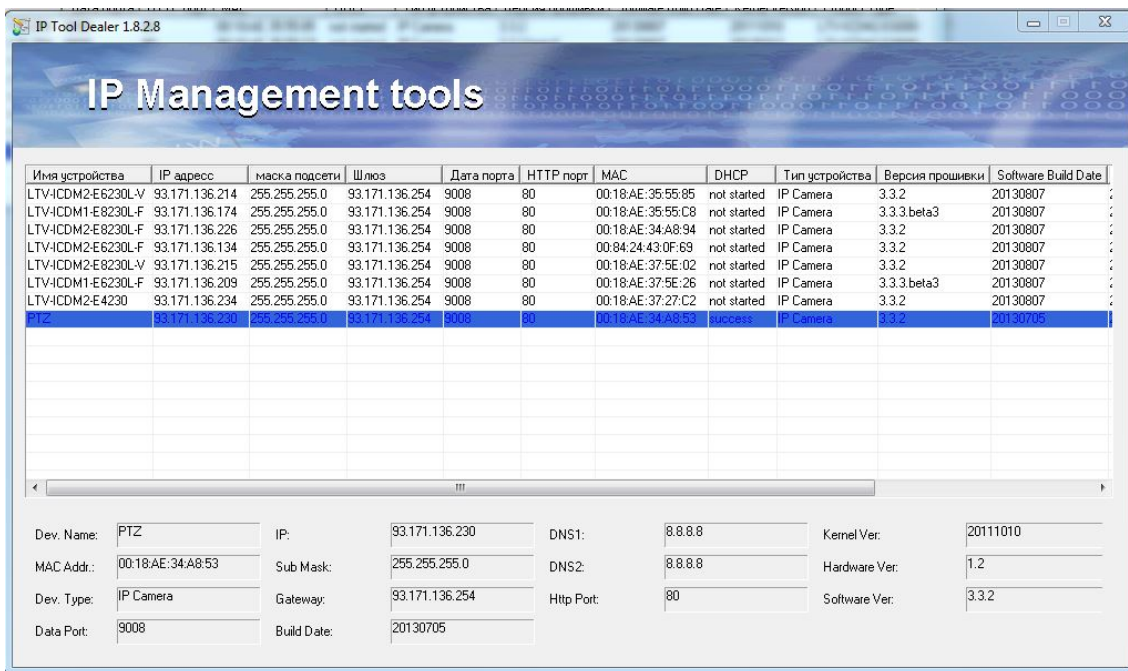 IP Tool Dealer 1.8.2.8
IP Management tools
Имя устройства IP адресс маска подсети Шлюз Дата порта HTTP порт MAC DHCP Тип устройства Версия прошивки Software Build Date
LTV-ICDM2-E6230L-V 93.171.136.214 255.255.255.0 93.171.136.254 9008 80 00:18:AE:35:55:85 not started IP Camera 3.3.2 20130807
LTV-ICDM1-E8230L-F 93.171.136.174 255.255.255.0 93.171.136.254 9008 80 00:18:AE:35:55:C8 not started IP Camera 3.3.3.beta3 20130807
LTV-ICDM2-E8230L-F 93.171.136.226 255.255.255.0 93.171.136.254 9008 80 00:18:AE:34:A8:94 not started IP Camera 3.3.2 20130807
LTV-ICDM2-E6230L-F 93.171.136.134 255.255.255.0 93.171.136.254 9008 80 00:84:24:43:0F:69 not started IP Camera 3.3.2 20130807
LTV-ICDM2-E8230L-V 93.171.136.215 255.255.255.0 93.171.136.254 9008 80 00:18:AE:37:5E:02 not started IP Camera 3.3.2 20130807
LTV-ICDM1-E6230L-F 93.171.136.209 255.255.255.0 93.171.136.254 9008 80 00:18:AE:37:5E:26 not started IP Camera 3.3.3.beta3 20130807
LTV-ICDM2-E4230 93.171.136.234 255.255.255.0 93.171.136.254 9008 80 00:18:AE:37:27:C2 not started IP Camera 3.3.2 20130807
PTZ 93.171.136.230 255.255.255.0 93.171.136.254 9008 80 00:18:AE:34:A8:53 success IP Camera 3.3.2 20130705
Dev. Name: PTZ IP: 93.171.136.230 DNS1: 8.8.8.8 Kernel Ver: 20111010
MAC Addr.: 00:18:AE:34:A8:53 Sub Mask: 255.255.255.0 DNS2: 8.8.8.8 Hardware Ver: 1.2
Dev. Type: IP Camera Gateway: 93.171.136.254 Http Port: 80 Software Ver: 3.3.2
Data Port: 9008 Build Date: 20130705